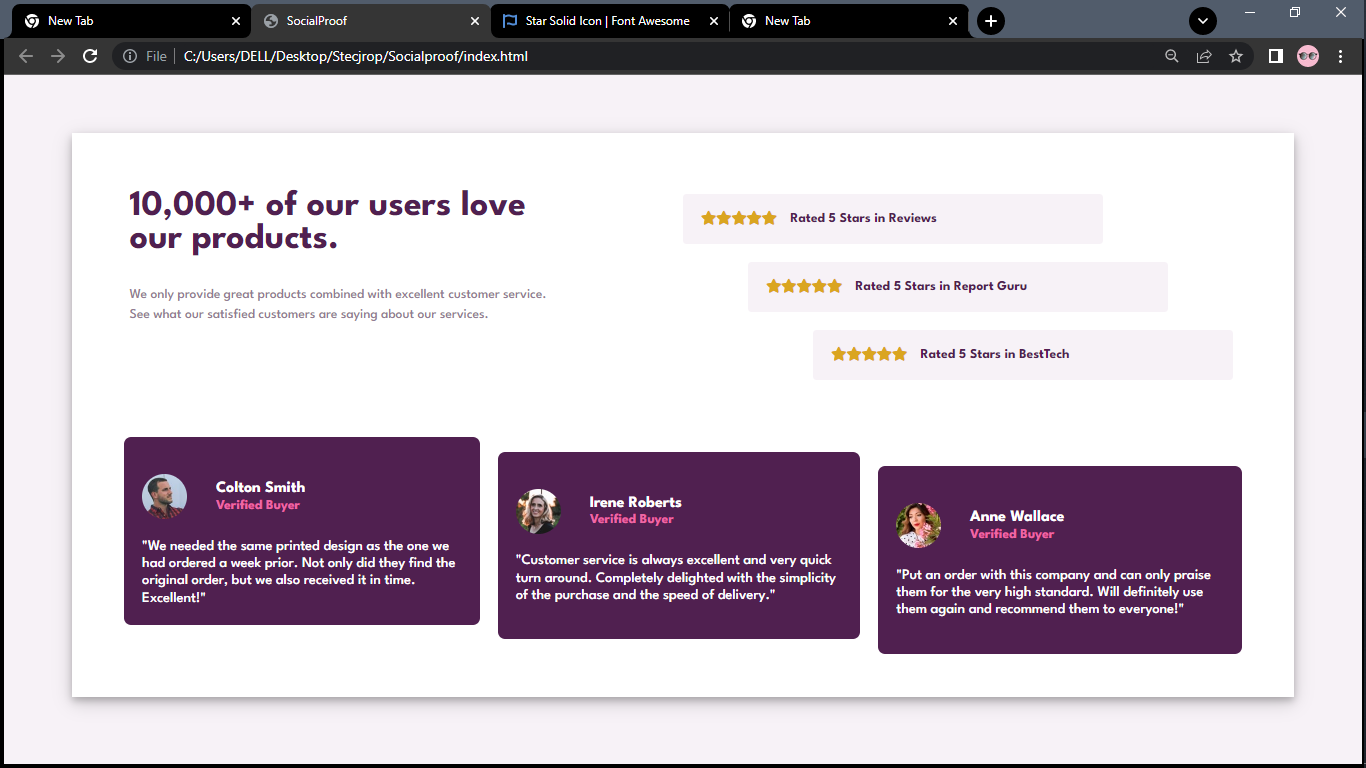 New Tab
SocialProof
Star Solid Icon | Font Awesome
New Tab
File
C:/Users/DELL/Desktop/Stecjrop/Socialproof/index.html
10,000+ of our users love
our products.
We only provide great products combined with excellent customer service.
See what our satisfied customers are saying about our services.
Rated 5 Stars in Reviews
Rated 5 Stars in Report Guru
Rated 5 Stars in BestTech
Colton Smith
Verified Buyer
"We needed the same printed design as the one we
had ordered a week prior. Not only did they find the
original order, but we also received it in time.
Excellent!"
Irene Roberts
Verified Buyer
"Customer service is always excellent and very quick
turn around. Completely delighted with the simplicity
of the purchase and the speed of delivery."
Anne Wallace
Verified Buyer
"Put an order with this company and can only praise
them for the very high standard. Will definitely use
them again and recommend them to everyone!"